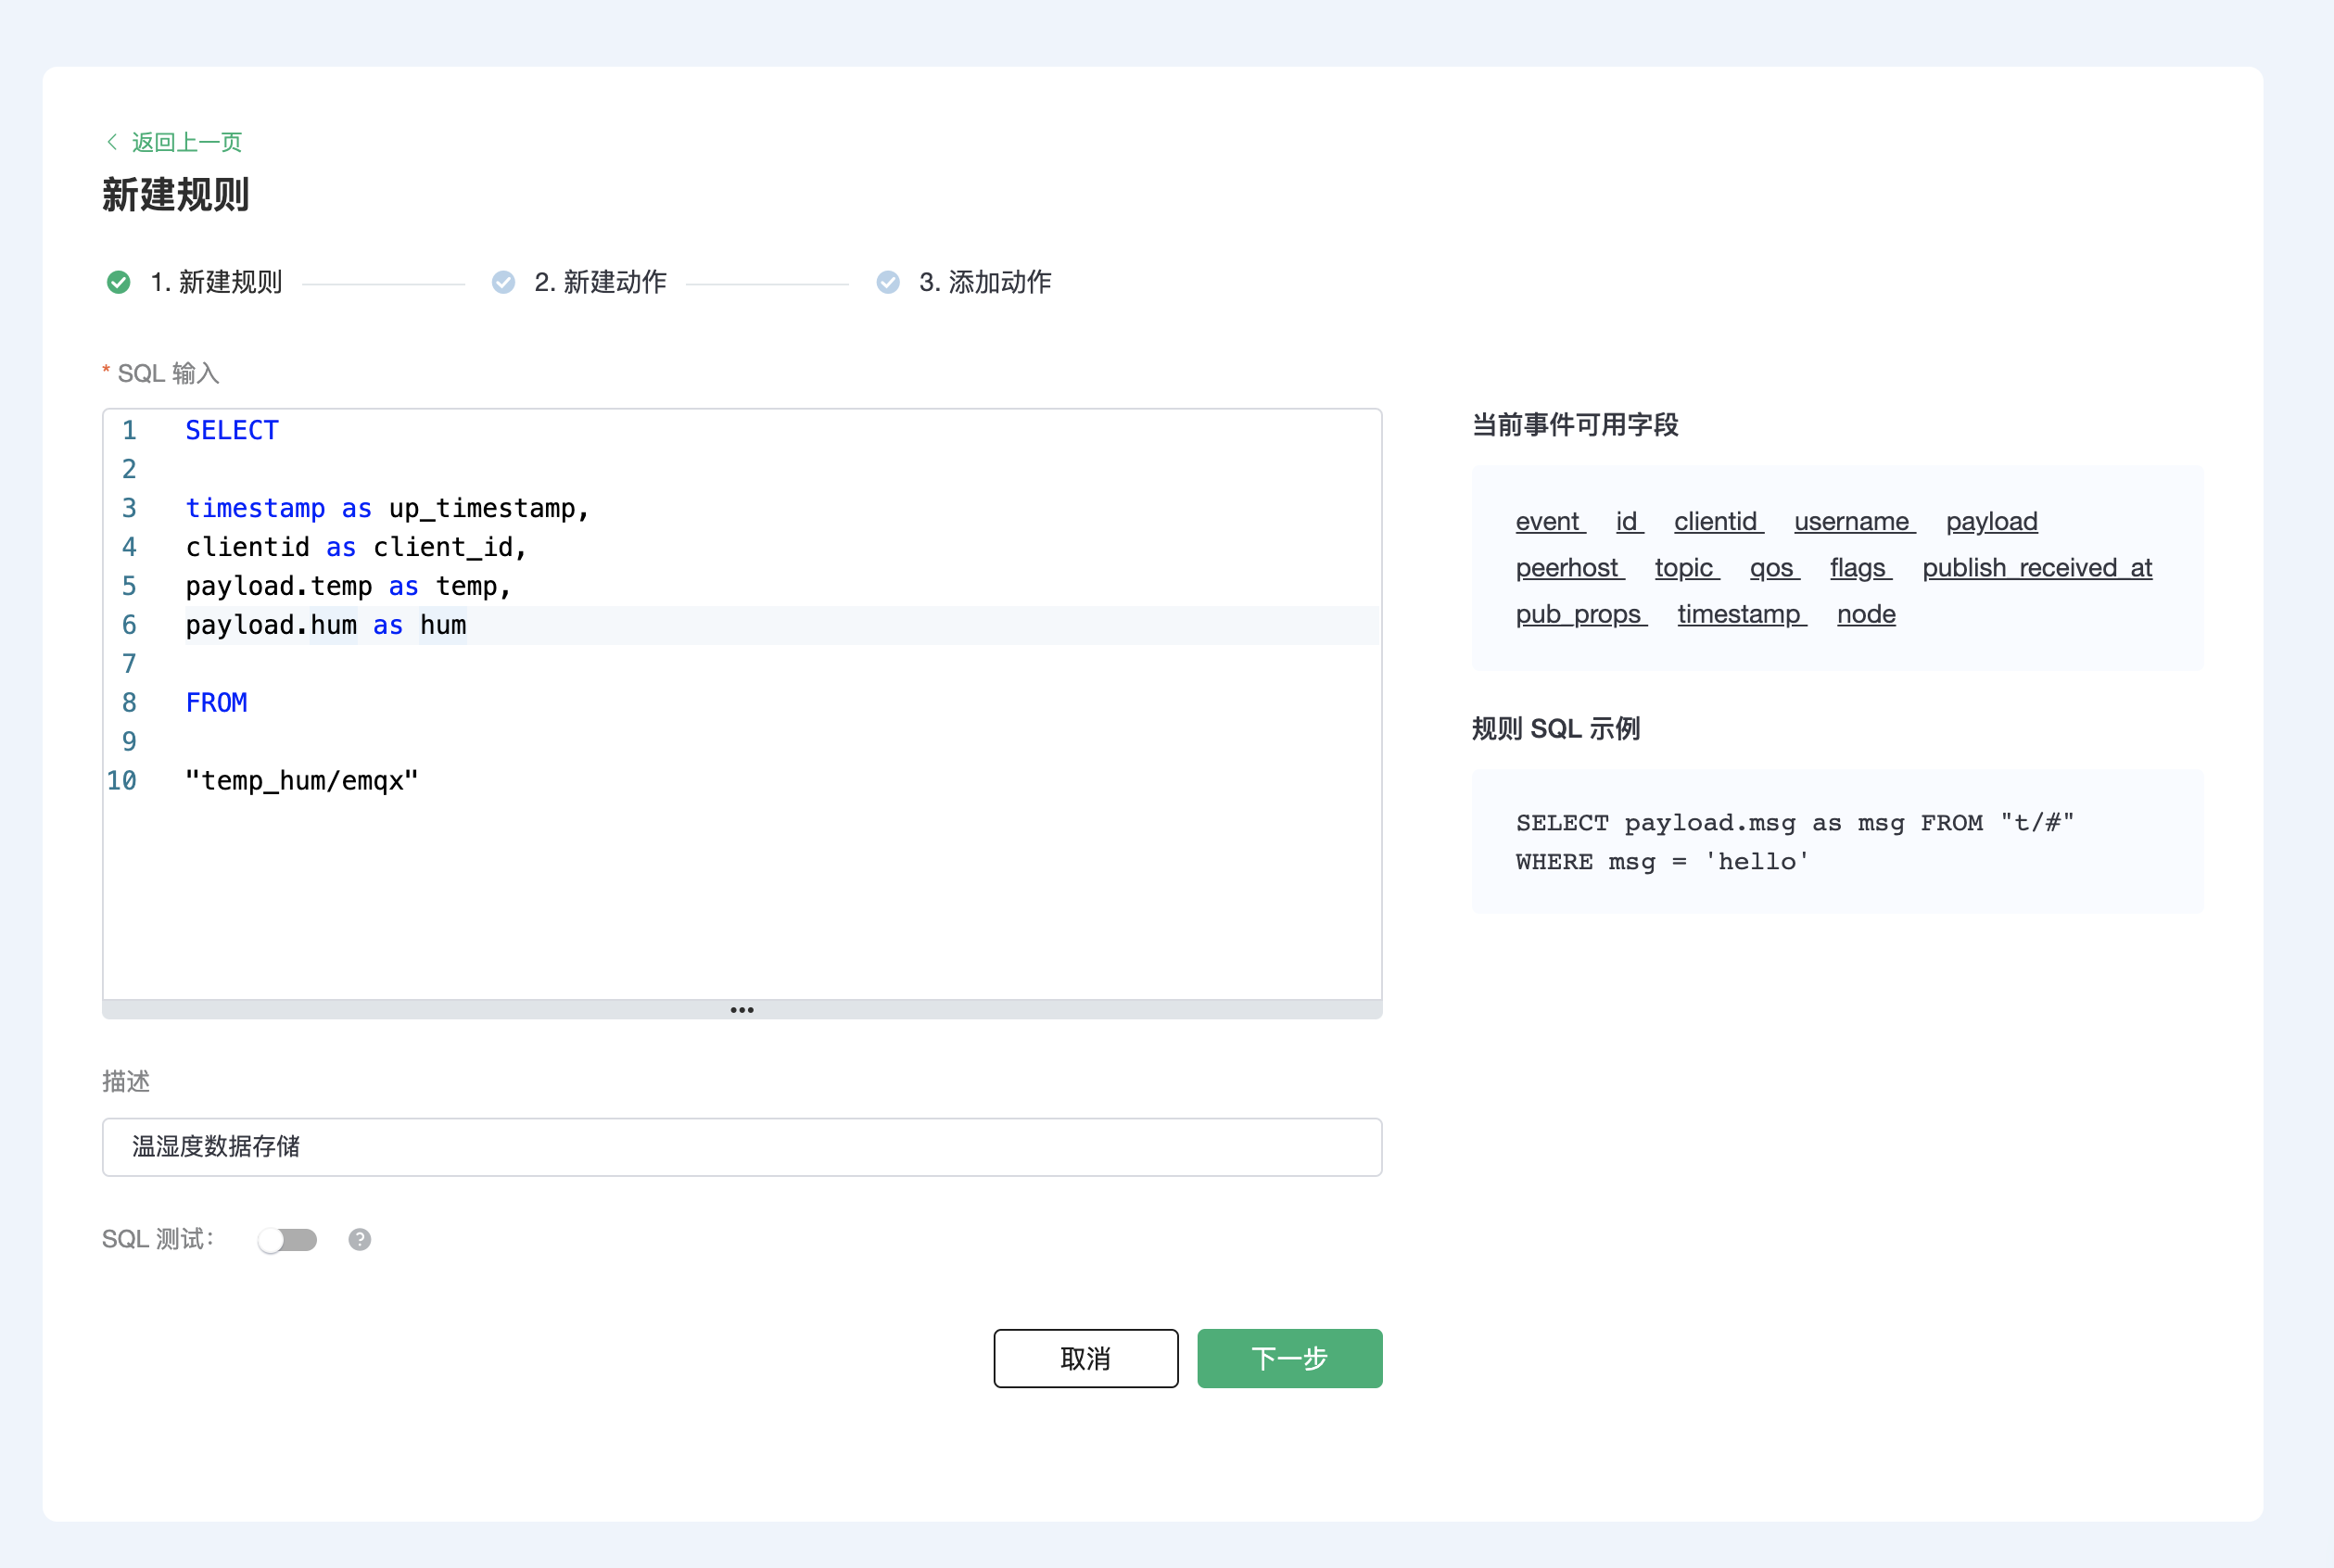 返回上一页
新建规则
1. 新建规则 2. 新建动作 3. 添加动作
* SQL 输入
1 SELECT
2
3 timestamp as up_timestamp,
4 clientid as client_id,
5 payload.temp as temp,
6 payload.hum as hum
7
8 FROM
9
10 "temp_hum/emqx"
描述
温湿度数据存储
SQL 测试：
取消 下一步
当前事件可用字段
event id clientid username payload
peerhost topic qos flags publish_received_at
pub_props timestamp node
规则 SQL 示例
SELECT payload.msg as msg FROM "t/#"
WHERE msg = 'hello'